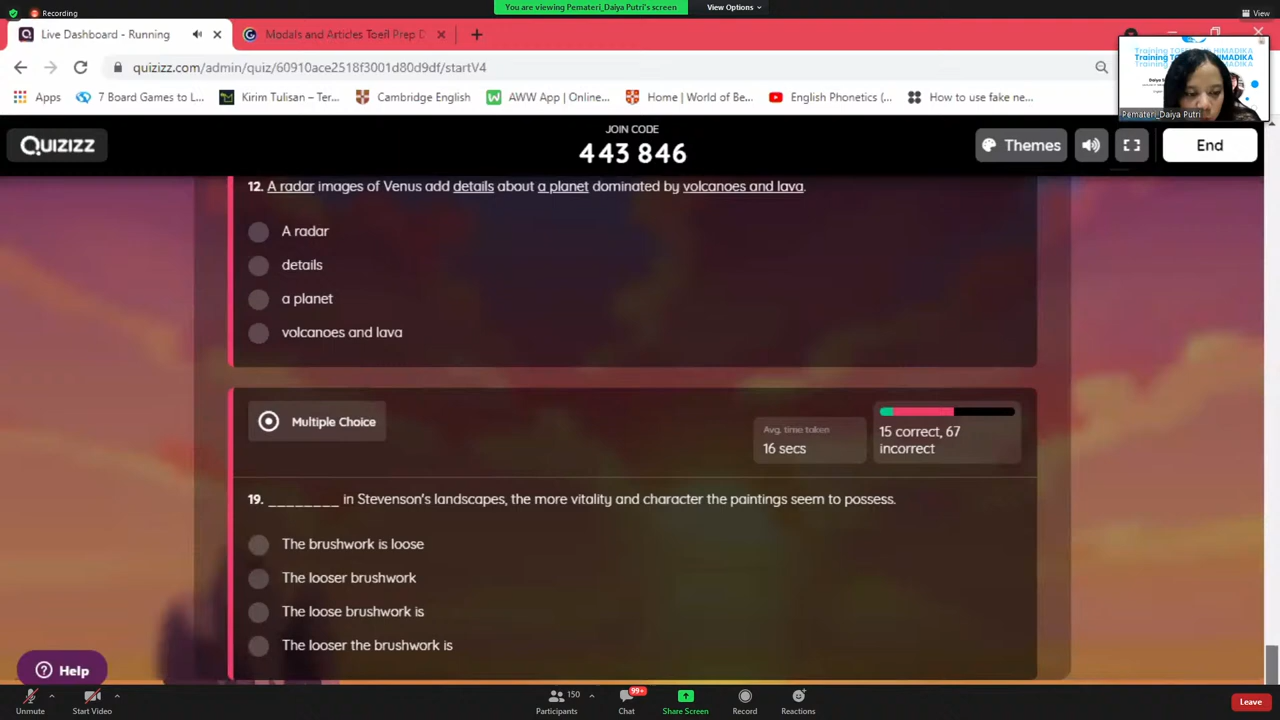 Recording
You are viewing Pemateri_Daiya Putri's screen
View Options
View
Live Dashboard - Running
Modals and Articles Toefl Prep
quizizz.com/admin/quiz/60910ace2518f3001d80d9df/startV4
Apps
7 Board Games to L...
Kirim Tulisan – Ter...
Cambridge English
AWW App | Online...
Home | World of Be...
English Phonetics (...
How to use fake ne...
Pemateri_Daiya Putri
Quizizz
JOIN CODE
443 846
Themes
End
12. A radar images of Venus add details about a planet dominated by volcanoes and lava.
A radar
details
a planet
volcanoes and lava
Multiple Choice
Avg. time taken
16 secs
15 correct, 67
incorrect
19. ________ in Stevenson's landscapes, the more vitality and character the paintings seem to possess.
The brushwork is loose
The looser brushwork
The loose brushwork is
The looser the brushwork is
Help
Unmute
Start Video
150
Participants
99+
Chat
Share Screen
Record
Reactions
Leave